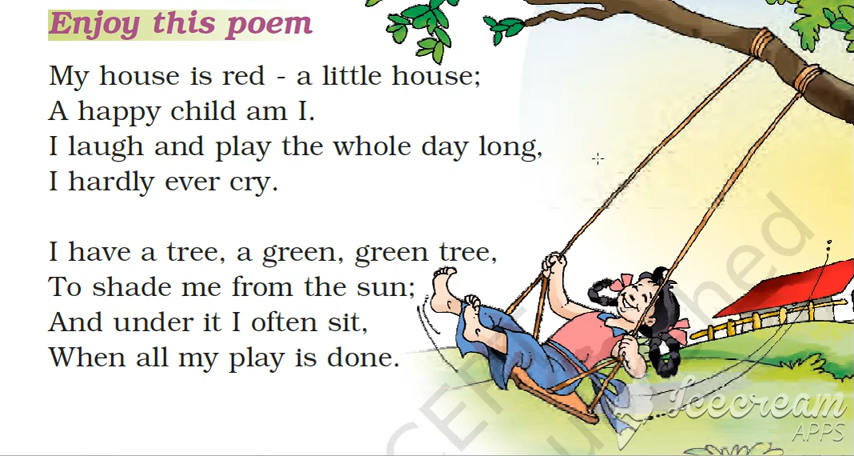 Enjoy this poem
My house is red - a little house;
A happy child am I.
I laugh and play the whole day long,
I hardly ever cry.
I have a tree, a green, green tree,
To shade me from the sun;
And under it I often sit,
When all my play is done.
Icecream
APPS